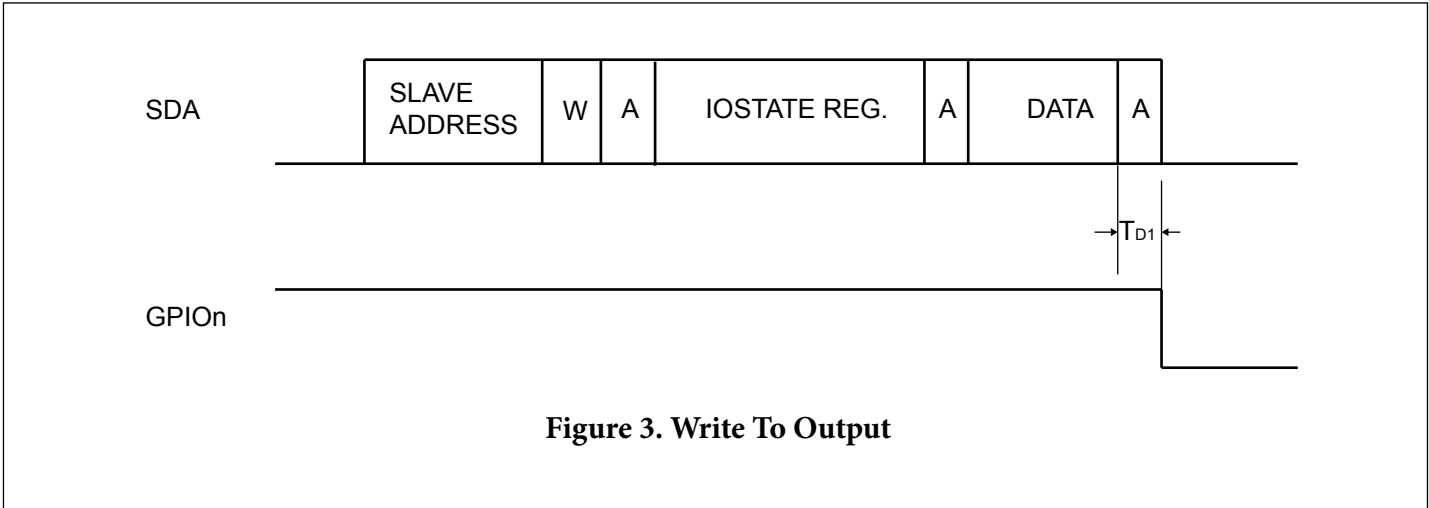 SDA
SLAVE
ADDRESS
W
A
IOSTATE REG.
A
DATA
A
TD1
GPIOn
Figure 3. Write To Output